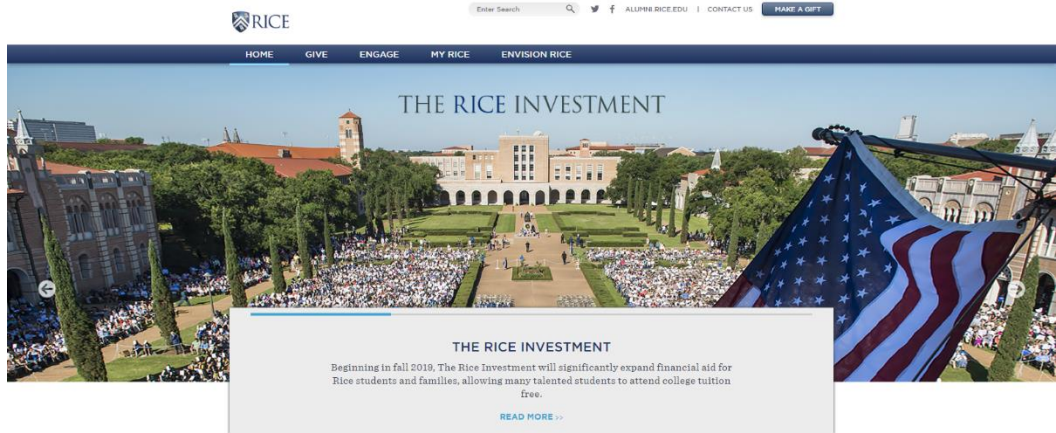 RICE
Enter Search
ALUMNI.RICE.EDU | CONTACT US
MAKE A GIFT
HOME GIVE ENGAGE MY RICE ENVISION RICE
THE RICE INVESTMENT
THE RICE INVESTMENT
Beginning in fall 2019, The Rice Investment will significantly expand financial aid for
Rice students and families, allowing many talented students to attend college tuition
free.
READ MORE >>